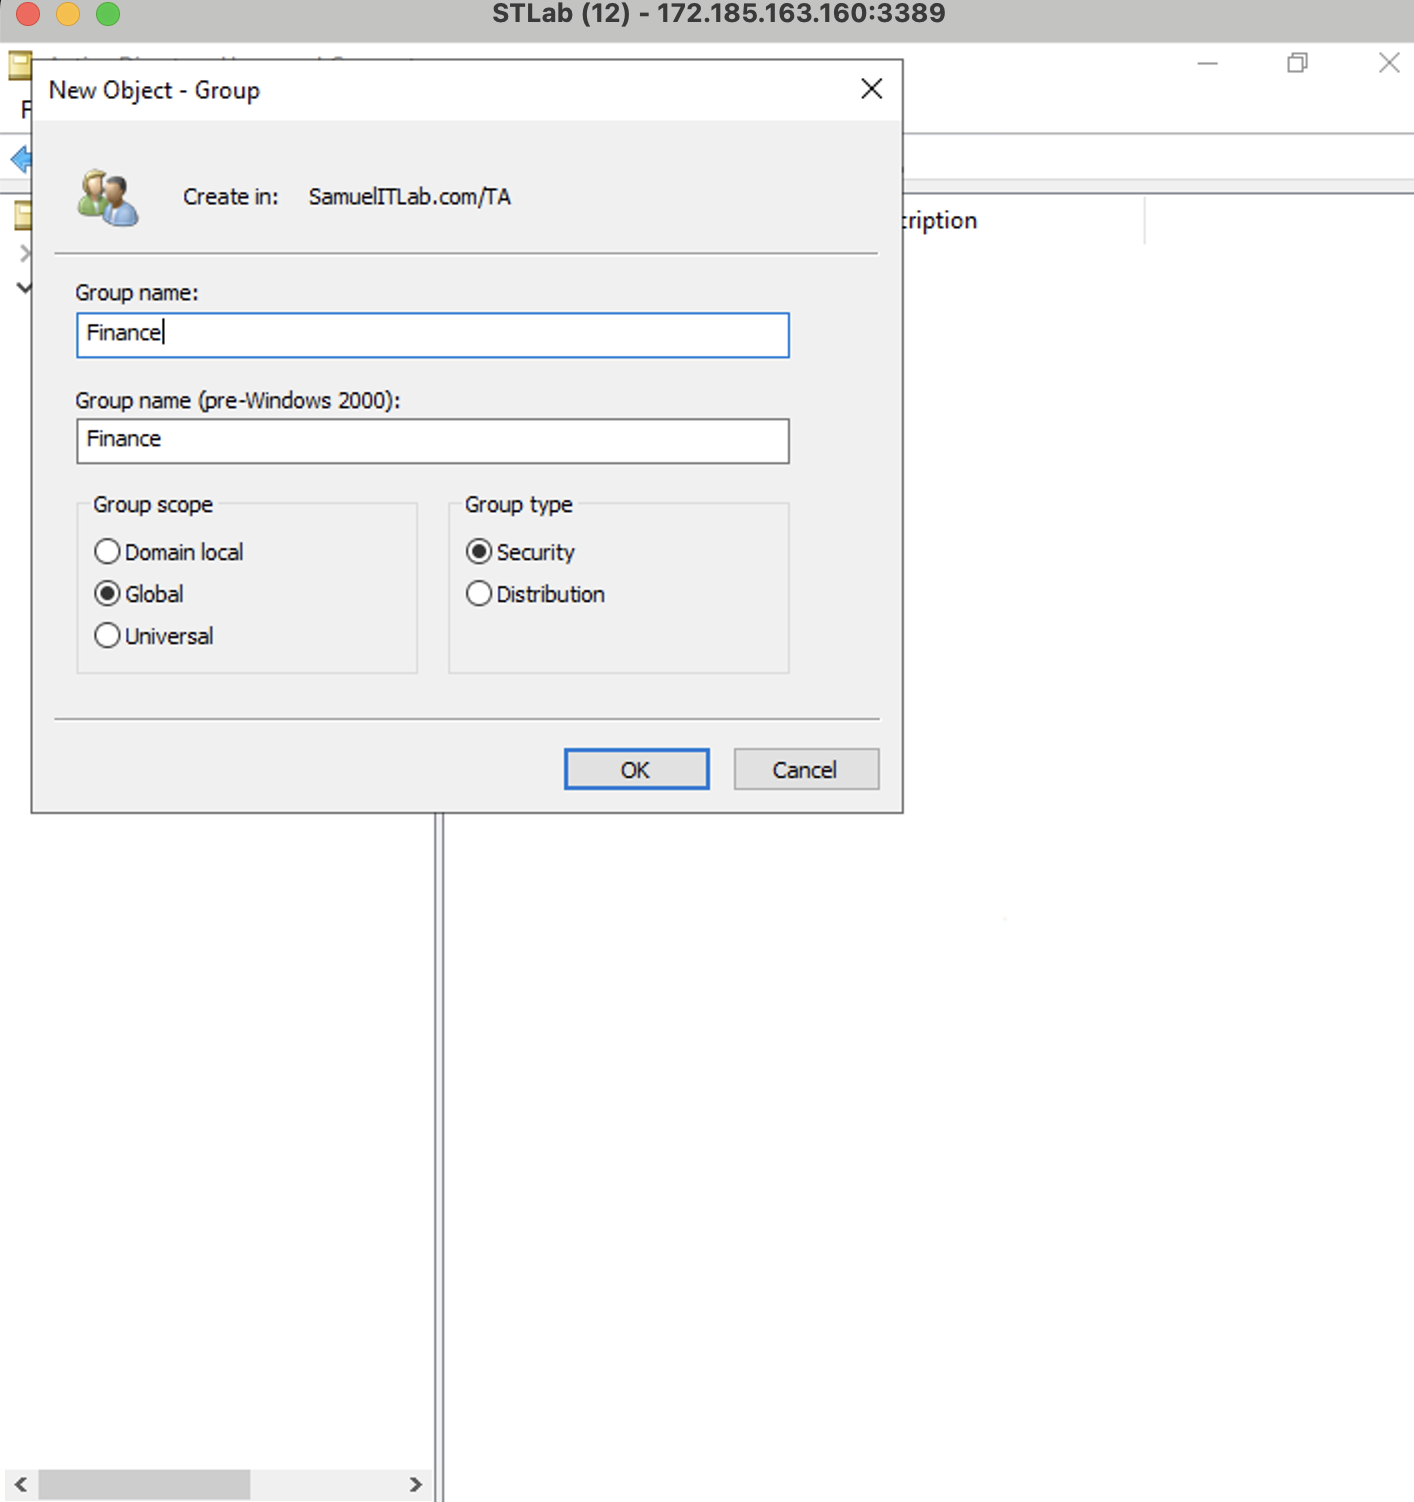 STLab (12) - 172.185.163.160:3389
New Object - Group
F
Create in: SamuelITLab.com/TA
cription
Group name:
Finance
Group name (pre-Windows 2000):
Finance
Group scope
Domain local
Global
Universal
Group type
Security
Distribution
OK
Cancel